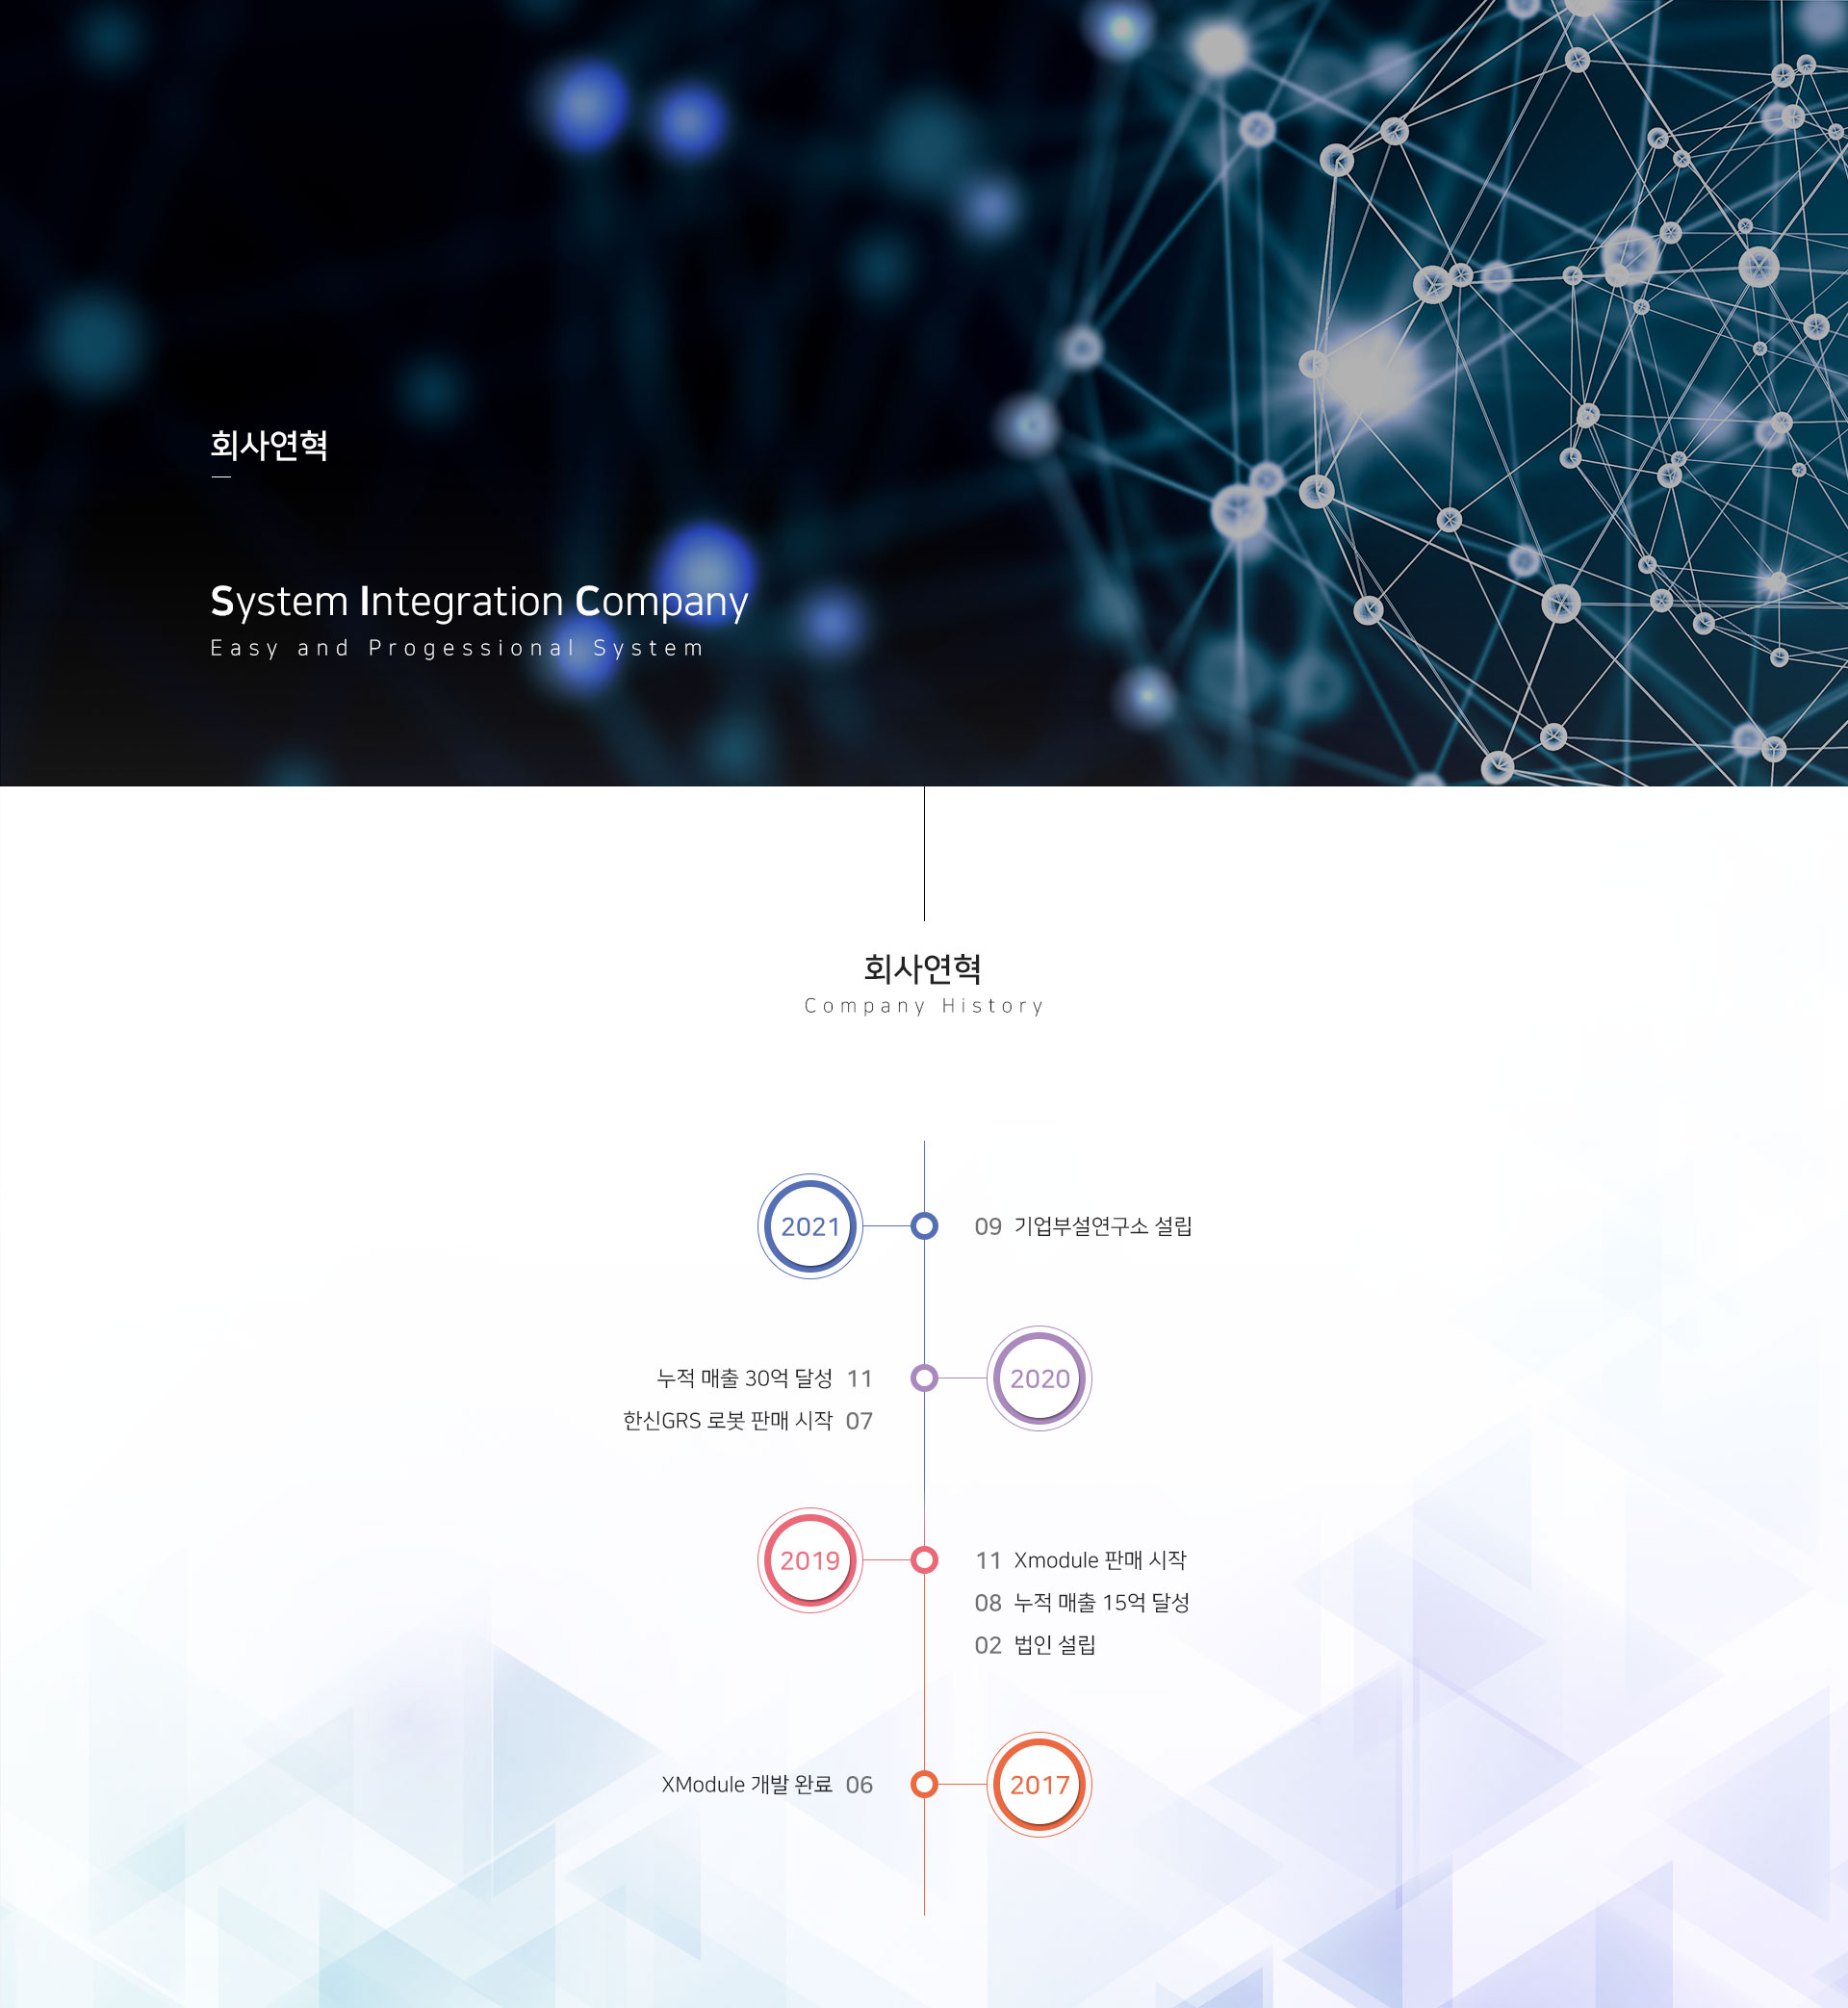 회사연혁
System Integration Company
Easy and Progessional System
회사연혁
Company History
2021
09 기업부설연구소 설립
2020
누적 매출 30억 달성 11
한신GRS 로봇 판매 시작 07
2019
11 Xmodule 판매 시작
08 누적 매출 15억 달성
02 법인 설립
2017
XModule 개발 완료 06